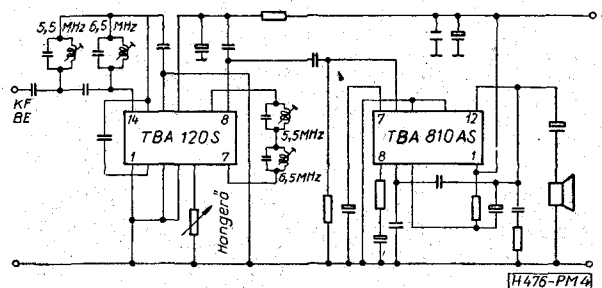 5,5 MHz 6,5 MHz
KF
BE
14 8
TBA 120S
1 7
5,5MHz
6,5MHz
Hangerő
7 12
TBA 810AS
8 1
H476-PM4